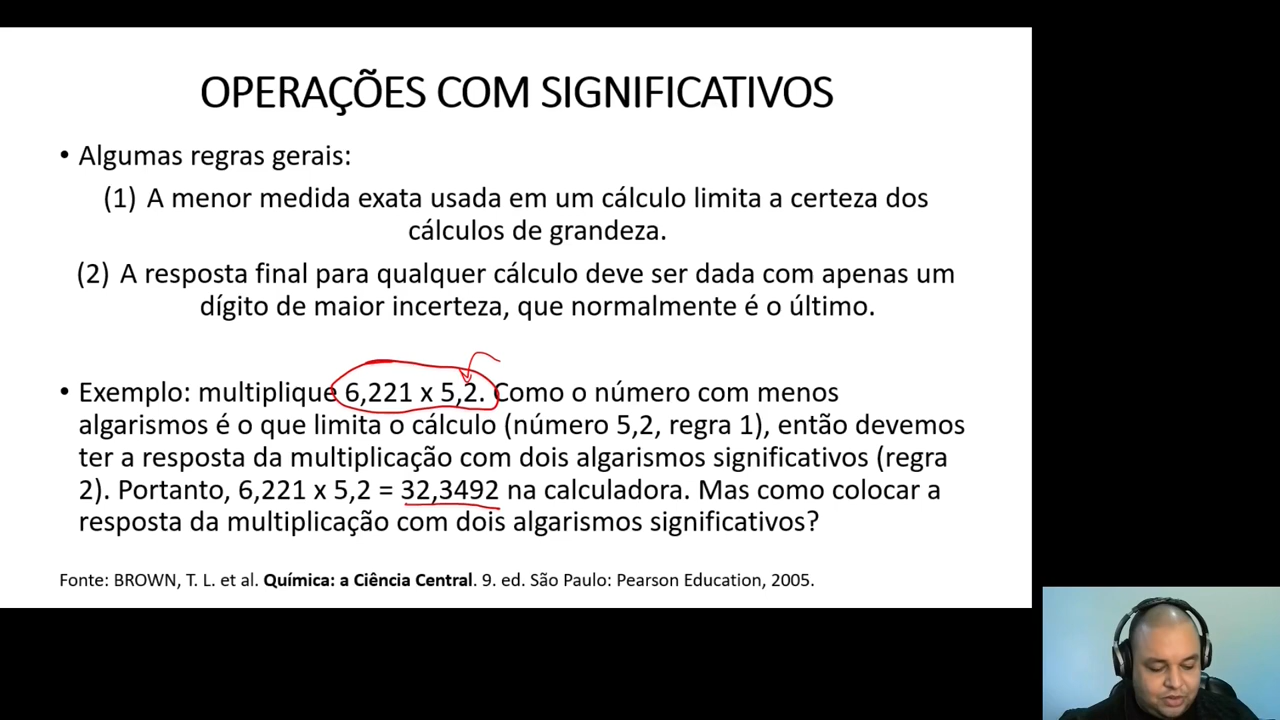 OPERAÇÕES COM SIGNIFICATIVOS
• Algumas regras gerais:
(1) A menor medida exata usada em um cálculo limita a certeza dos
cálculos de grandeza.
(2) A resposta final para qualquer cálculo deve ser dada com apenas um
dígito de maior incerteza, que normalmente é o último.
• Exemplo: multiplique 6,221 x 5,2. Como o número com menos
algarismos é o que limita o cálculo (número 5,2, regra 1), então devemos
ter a resposta da multiplicação com dois algarismos significativos (regra
2). Portanto, 6,221 x 5,2 = 32,3492 na calculadora. Mas como colocar a
resposta da multiplicação com dois algarismos significativos?
Fonte: BROWN, T. L. et al. Química: a Ciência Central. 9. ed. São Paulo: Pearson Education, 2005.